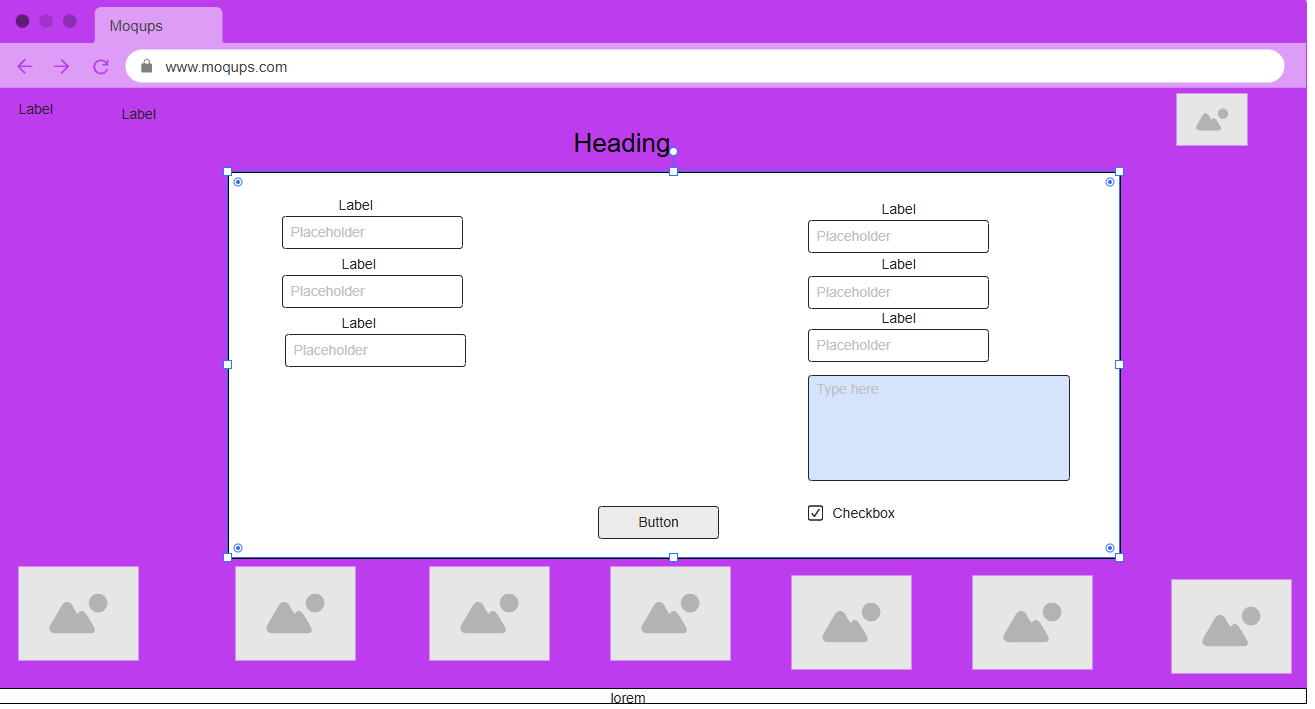 Moqups
www.moqups.com
Label
Label
Heading
Label
Placeholder
Label
Placeholder
Label
Placeholder
Label
Placeholder
Label
Placeholder
Label
Placeholder
Type here
Button
Checkbox
lorem